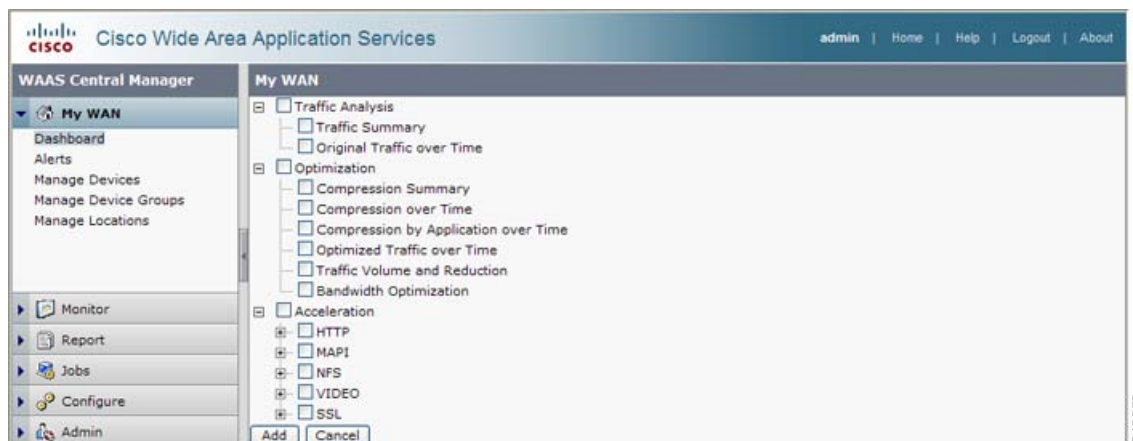 CISCO Cisco Wide Area Application Services
admin | Home | Help | Logout | About
WAAS Central Manager
My WAN
Dashboard
Alerts
Manage Devices
Manage Device Groups
Manage Locations
Monitor
Report
Jobs
Configure
Admin
My WAN
Traffic Analysis
Traffic Summary
Original Traffic over Time
Optimization
Compression Summary
Compression over Time
Compression by Application over Time
Optimized Traffic over Time
Traffic Volume and Reduction
Bandwidth Optimization
Acceleration
HTTP
MAPI
NFS
VIDEO
SSL
Add Cancel